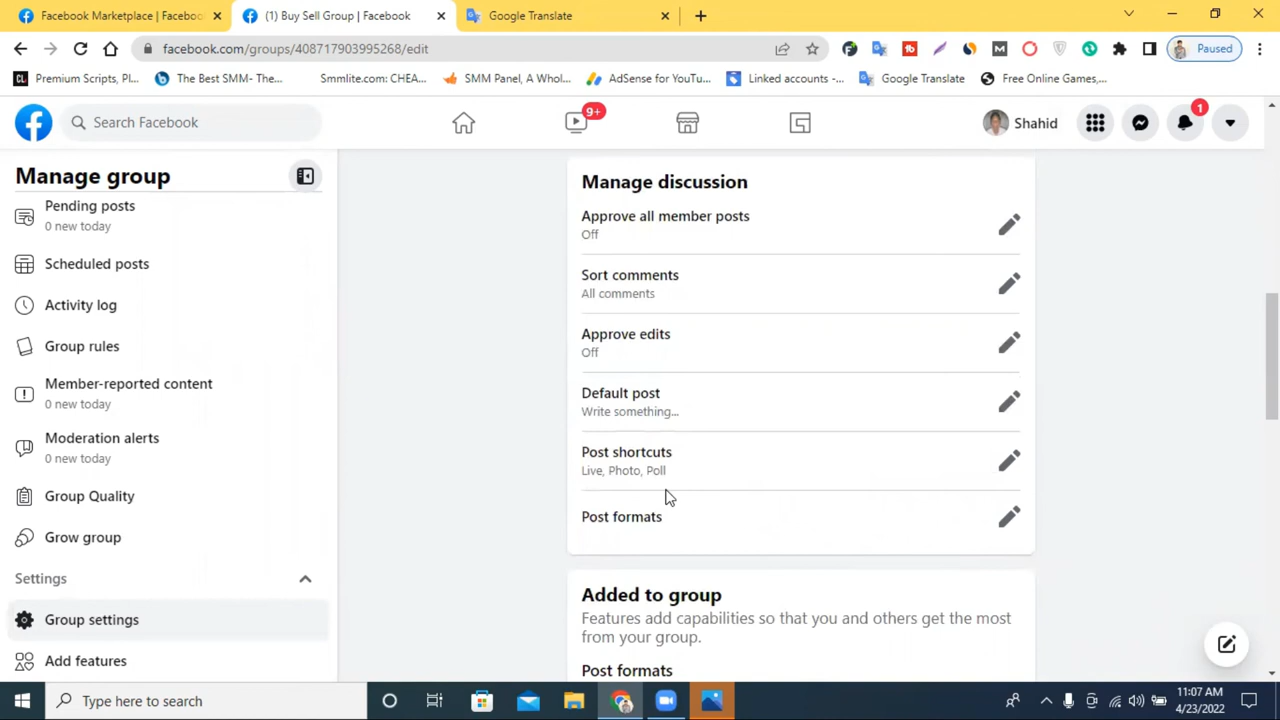 Facebook Marketplace | Faceboo
(1) Buy Sell Group | Facebook
Google Translate
facebook.com/groups/408717903995268/edit
Paused
Premium Scripts, Pl...
The Best SMM- The...
Smmlite.com: CHEA...
SMM Panel, A Whol...
AdSense for YouTu...
Linked accounts -...
Google Translate
Free Online Games,...
Search Facebook
9+
Shahid
1
Manage group
Pending posts
0 new today
Scheduled posts
Activity log
Group rules
Member-reported content
0 new today
Moderation alerts
0 new today
Group Quality
Grow group
Settings
Group settings
Add features
Manage discussion
Approve all member posts
Off
Sort comments
All comments
Approve edits
Off
Default post
Write something...
Post shortcuts
Live, Photo, Poll
Post formats
Added to group
Features add capabilities so that you and others get the most
from your group.
Post formats
Type here to search
11:07 AM
4/23/2022